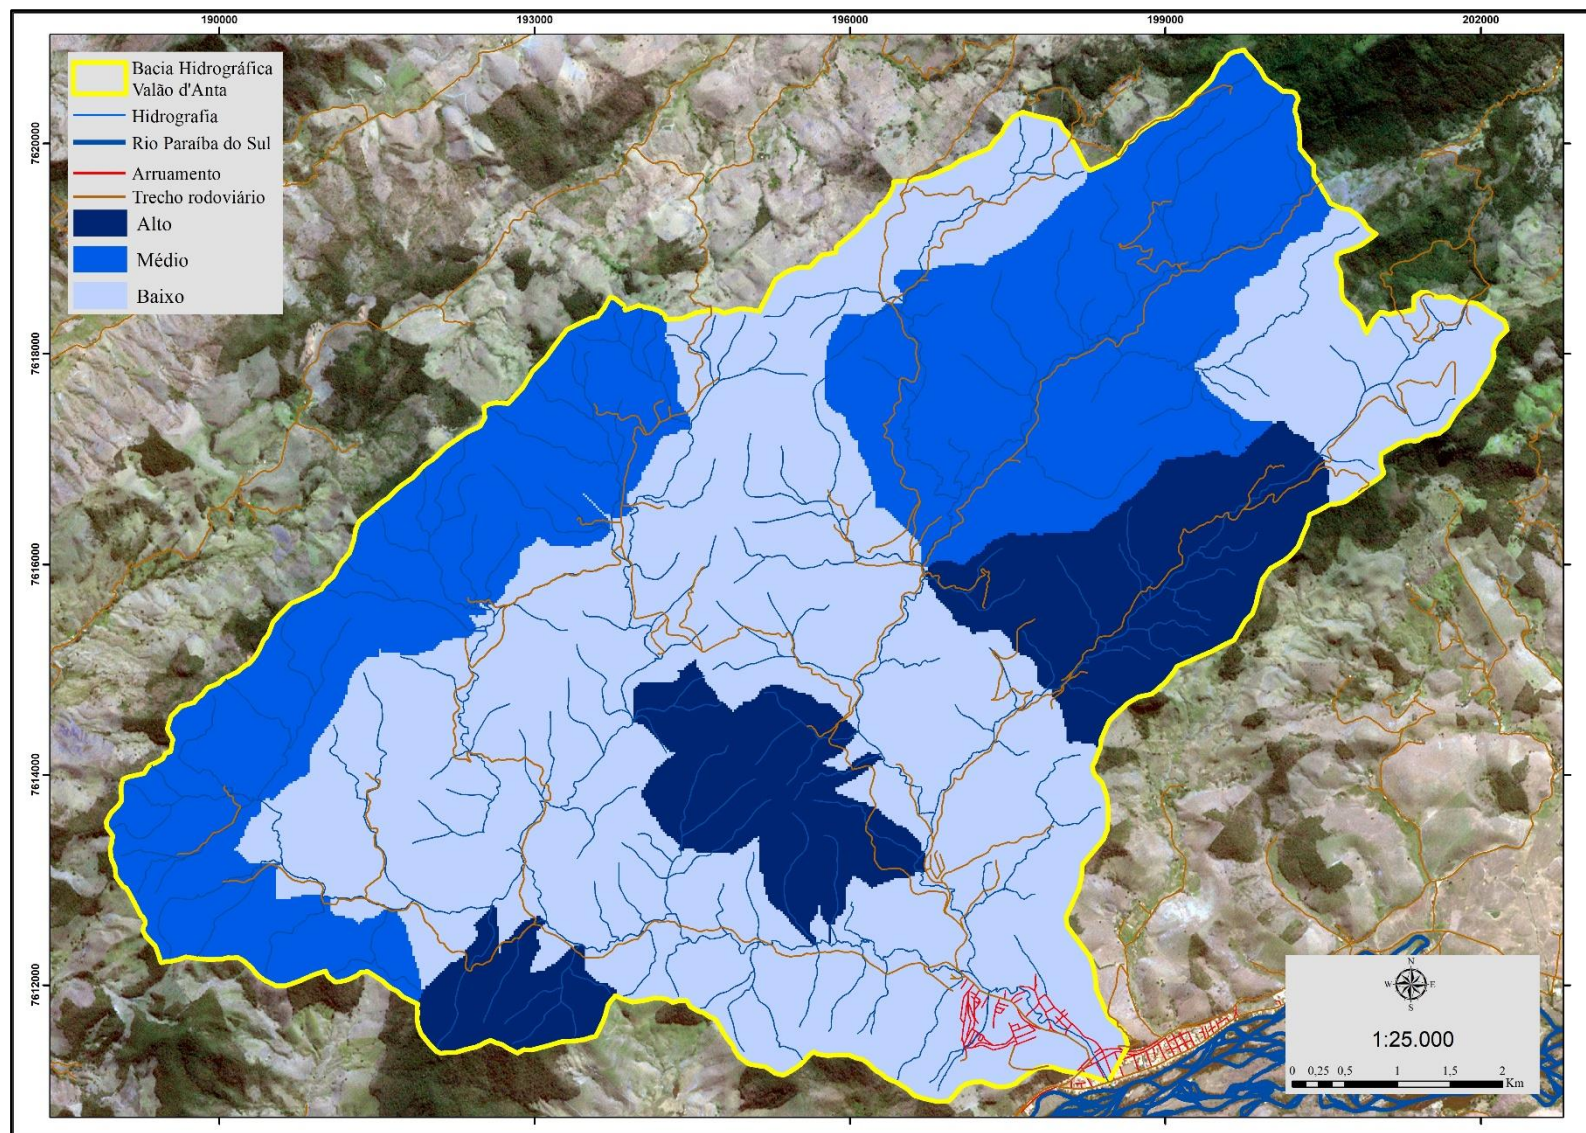 190000 193000 196000 199000 202000
Bacia Hidrográfica
Valão d'Anta
Hidrografia
Rio Paraíba do Sul
Arruamento
Trecho rodoviário
Alto
Médio
Baixo
7620000
7618000
7616000
7614000
7612000
N
W E
S
1:25.000
0 0,25 0,5 1 1,5 2
Km